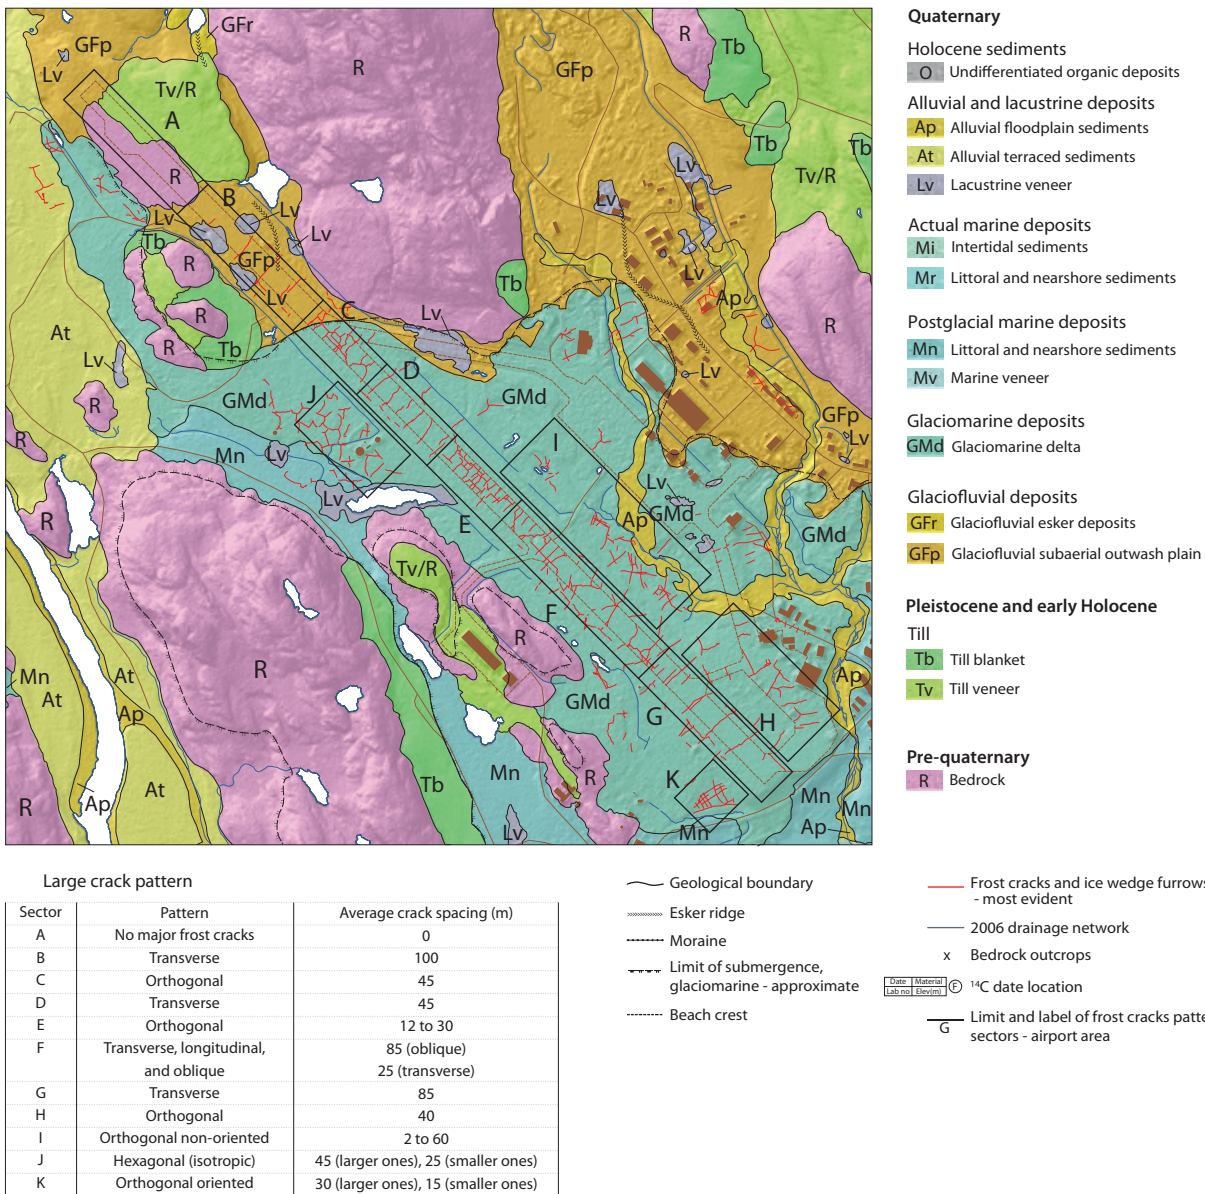 GFp
GFr
R
R
Tb
GFp
Lv
Tv/R
A
Tb
Tb
Tv/R
R
Lv
Lv
B
Lv
Lv
Lv
Tb
R
GFp
Lv
R
Tb
Lv
Ap
R
C
Lv
R
At
Lv
R
Tb
D
Lv
J
GMd
GMd
R
GFp
Lv
R
Mn
Lv
I
Lv
Lv
GMd
R
E
Ap
GMd
Tv/R
F
R
R
Mn
At
At
Ap
GMd
G
H
Ap
Mn
R
K
Mn
Mn
R
Ap
At
Tb
Lv
Mn
Ap
Quaternary
Holocene sediments
O Undifferentiated organic deposits
Alluvial and lacustrine deposits
Ap Alluvial floodplain sediments
At Alluvial terraced sediments
Lv Lacustrine veneer
Actual marine deposits
Mi Intertidal sediments
Mr Littoral and nearshore sediments
Postglacial marine deposits
Mn Littoral and nearshore sediments
Mv Marine veneer
Glaciomarine deposits
GMd Glaciomarine delta
Glaciofluvial deposits
GFr Glaciofluvial esker deposits
GFp Glaciofluvial subaerial outwash plain
Pleistocene and early Holocene
Till
Tb Till blanket
Tv Till veneer
Pre-quaternary
R Bedrock
Large crack pattern
Sector Pattern Average crack spacing (m)
A No major frost cracks 0
B Transverse 100
C Orthogonal 45
D Transverse 45
E Orthogonal 12 to 30
F Transverse, longitudinal, 85 (oblique)
and oblique 25 (transverse)
G Transverse 85
H Orthogonal 40
I Orthogonal non-oriented 2 to 60
J Hexagonal (isotropic) 45 (larger ones), 25 (smaller ones)
K Orthogonal oriented 30 (larger ones), 15 (smaller ones)
Geological boundary
Esker ridge
Moraine
Limit of submergence,
glaciomarine - approximate
Beach crest
Frost cracks and ice wedge furrows
- most evident
2006 drainage network
x Bedrock outcrops
Date Material
Lab no Elev(m) F 14C date location
G Limit and label of frost cracks patte
sectors - airport area